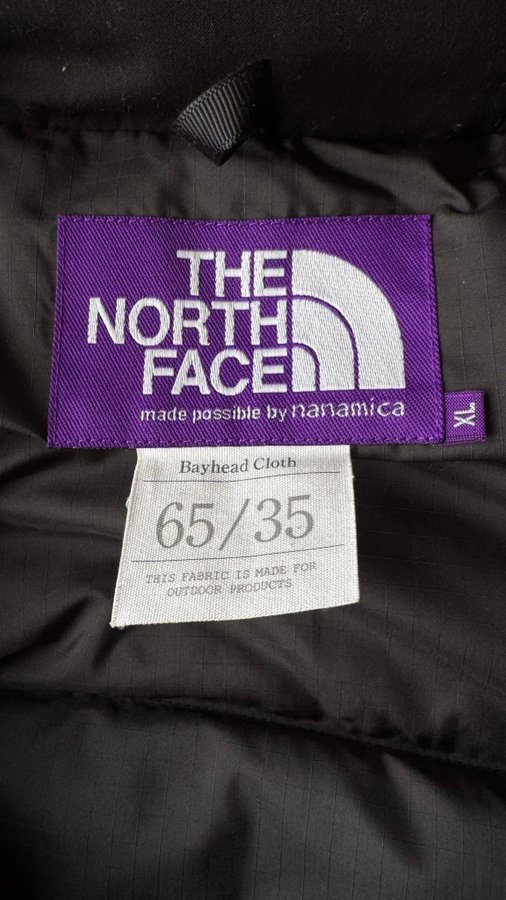 THE
NORTH
FACE
made possible by nanamica
XL
Bayhead Cloth
65/35
THIS FABRIC IS MADE FOR
OUTDOOR PRODUCTS